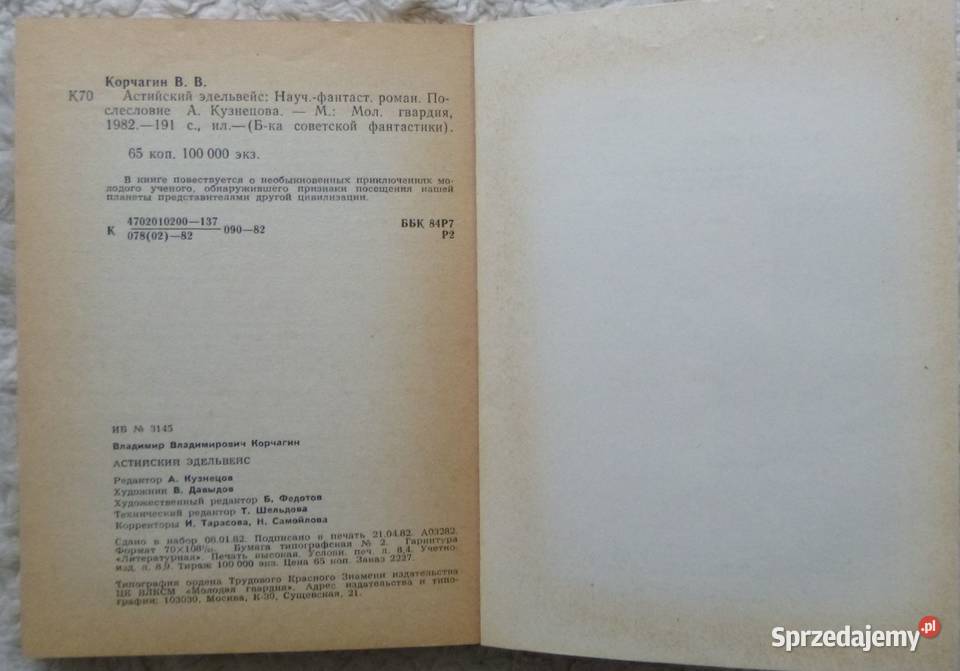 Корчагин В. В.
К70 Астийский эдельвейс: Науч.-фантаст. роман. По-
слесловие А. Кузнецова. — М.: Мол. гвардия,
1982.—191 с., ил.—(Б-ка советской фантастики).
65 коп. 100 000 экз.
В книге повествуется о необыкновенных приключениях мо-
лодого ученого, обнаружившего признаки посещения нашей
планеты представителями другой цивилизации.
К 4702010200—137
078(02)—82
090—82
ББК 84Р7
Р2
ИБ № 3145
Владимир Владимирович Корчагин
АСТИЙСКИЙ ЭДЕЛЬВЕЙС
Редактор А. Кузнецов
Художник В. Давыдов
Художественный редактор Б. Федотов
Технический редактор Т. Шельдова
Корректоры И. Тарасова, Н. Самойлова
Сдано в набор 06.01.82. Подписано в печать 21.04.82. А03282.
Формат 70×108¹/₃₂. Бумага типографская № 2. Гарнитура
«Литературная». Печать высокая. Условн. печ. л. 8,4. Учетно-
изд. л. 8,9. Тираж 100 000 экз. Цена 65 коп. Заказ 2227.
Типография ордена Трудового Красного Знамени издательства
ЦК ВЛКСМ «Молодая гвардия». Адрес издательства и типо-
графии: 103030, Москва, К-30, Сущевская, 21.
Sprzedajemy.pl